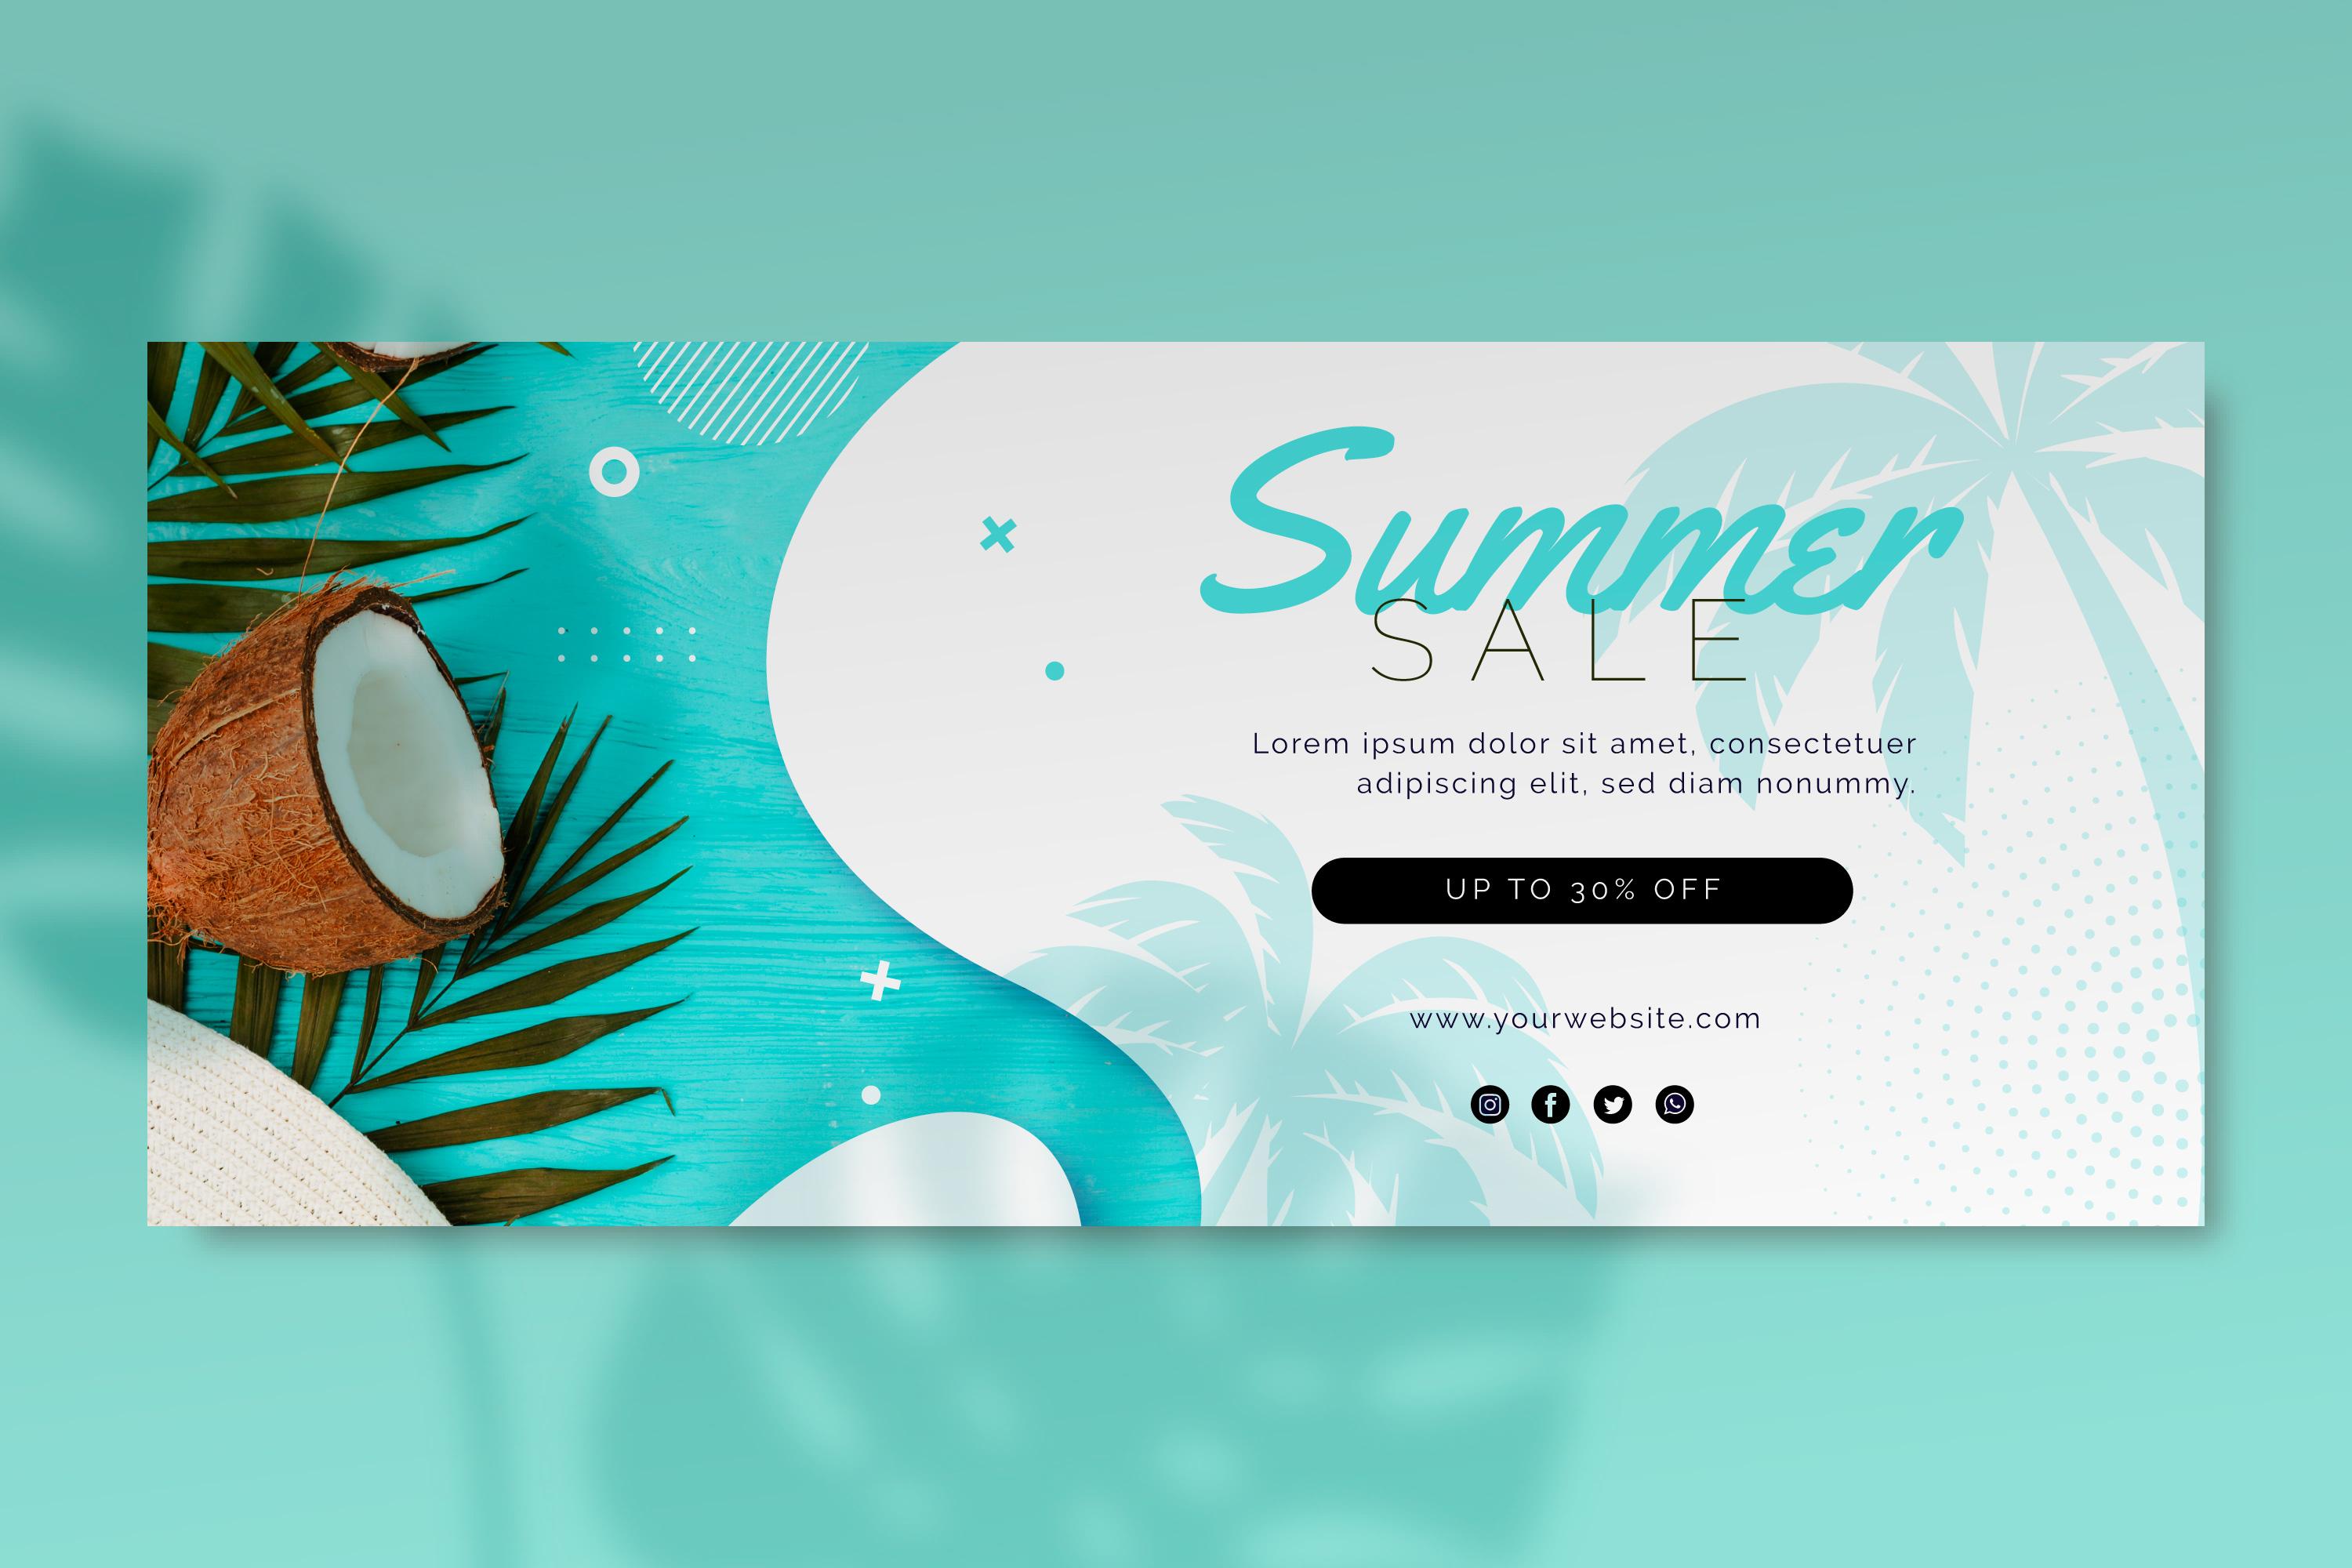 Summer
SALE
Lorem ipsum dolor sit amet, consectetuer
adipiscing elit, sed diam nonummy.
UP TO 30% OFF
www.yourwebsite.com